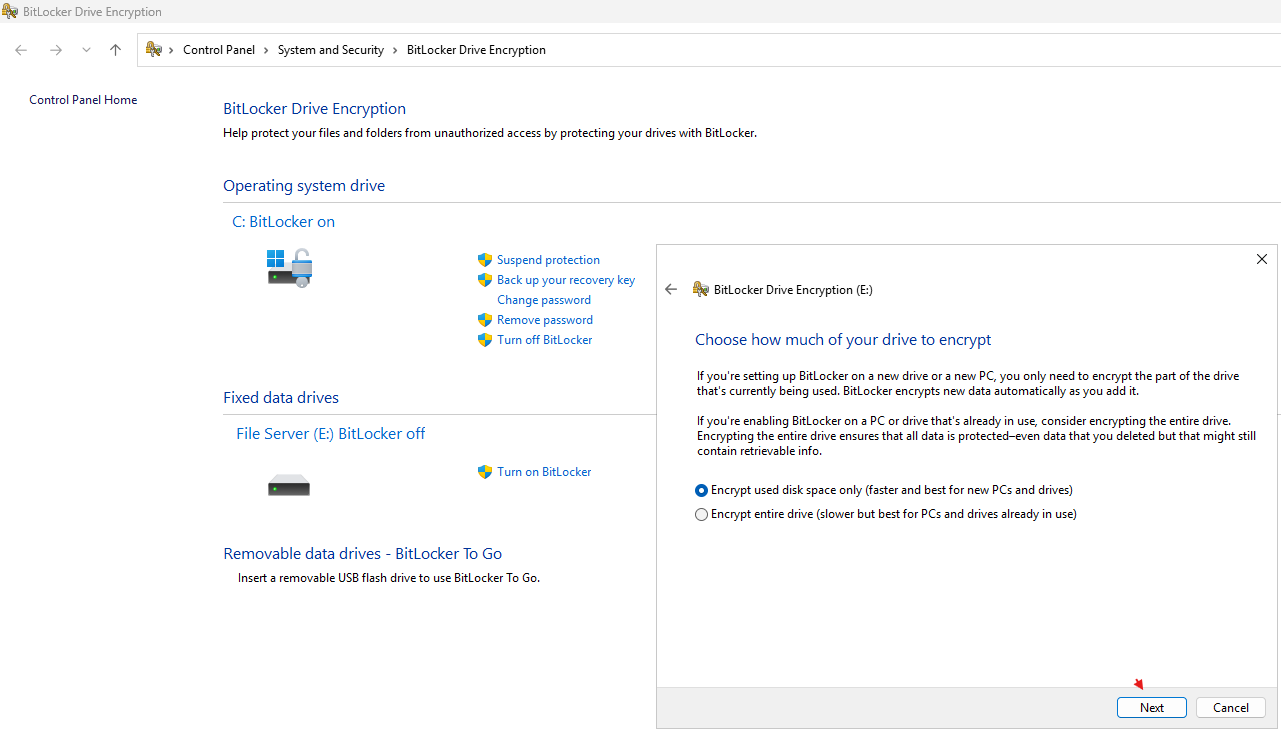 BitLocker Drive Encryption
Control Panel > System and Security > BitLocker Drive Encryption
Control Panel Home
BitLocker Drive Encryption
Help protect your files and folders from unauthorized access by protecting your drives with BitLocker.
Operating system drive
C: BitLocker on
Suspend protection
Back up your recovery key
Change password
Remove password
Turn off BitLocker
Fixed data drives
File Server (E:) BitLocker off
Turn on BitLocker
Removable data drives - BitLocker To Go
Insert a removable USB flash drive to use BitLocker To Go.
BitLocker Drive Encryption (E:)
Choose how much of your drive to encrypt
If you're setting up BitLocker on a new drive or a new PC, you only need to encrypt the part of the drive
that's currently being used. BitLocker encrypts new data automatically as you add it.
If you're enabling BitLocker on a PC or drive that's already in use, consider encrypting the entire drive.
Encrypting the entire drive ensures that all data is protected–even data that you deleted but that might still
contain retrievable info.
Encrypt used disk space only (faster and best for new PCs and drives)
Encrypt entire drive (slower but best for PCs and drives already in use)
Next
Cancel